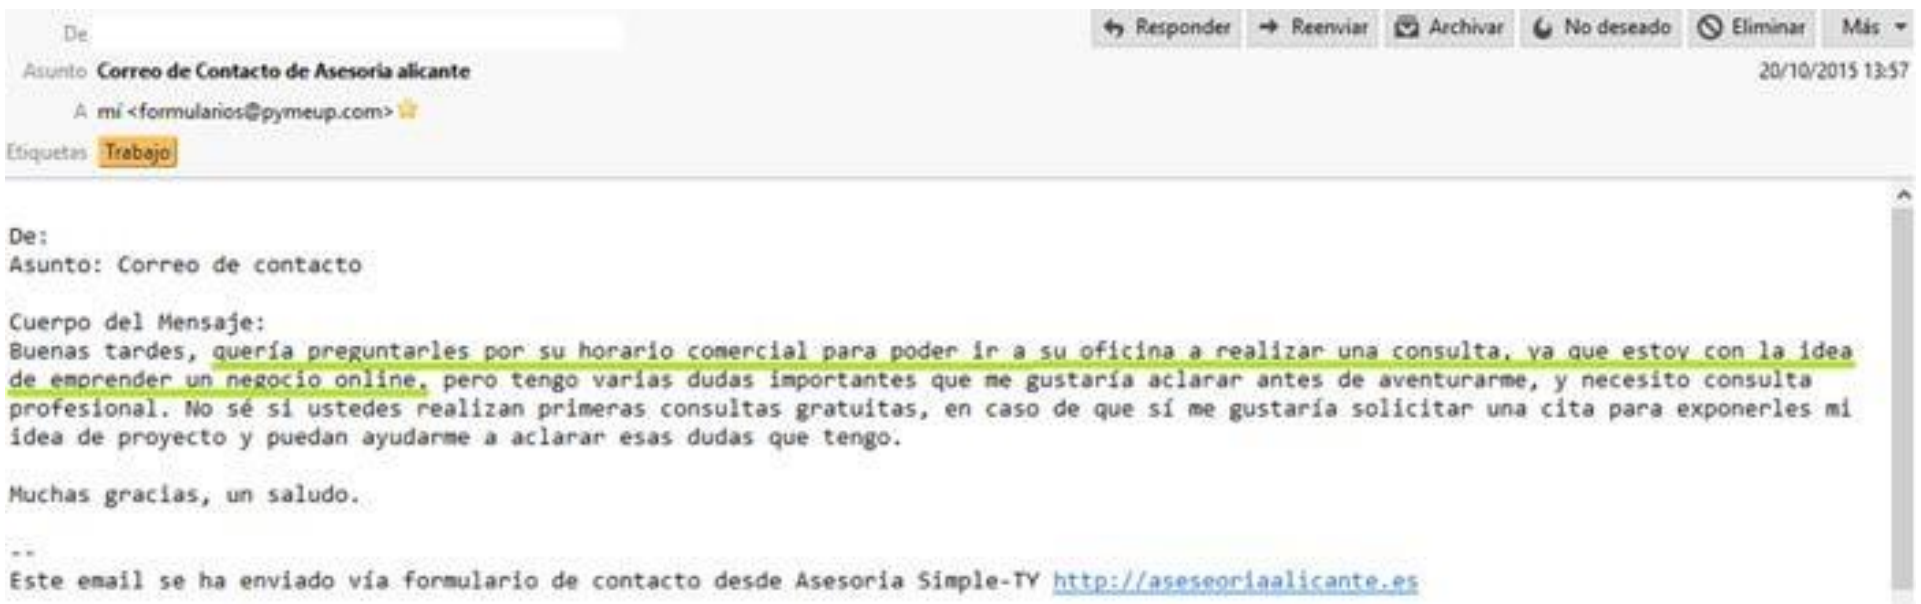 De
Responder Reenviar Archivar No deseado Eliminar Más
Asunto Correo de Contacto de Asesoria alicante
20/10/2015 13:57
A mí <formularios@pymeup.com>
Etiquetas Trabajo
De:
Asunto: Correo de contacto
Cuerpo del Mensaje:
Buenas tardes, quería preguntarles por su horario comercial para poder ir a su oficina a realizar una consulta, ya que estoy con la idea
de emprender un negocio online, pero tengo varias dudas importantes que me gustaría aclarar antes de aventurarme, y necesito consulta
profesional. No sé si ustedes realizan primeras consultas gratuitas, en caso de que sí me gustaría solicitar una cita para exponerles mi
idea de proyecto y puedan ayudarme a aclarar esas dudas que tengo.
Muchas gracias, un saludo.
--
Este email se ha enviado vía formulario de contacto desde Asesoria Simple-TY http://aseseoriaalicante.es